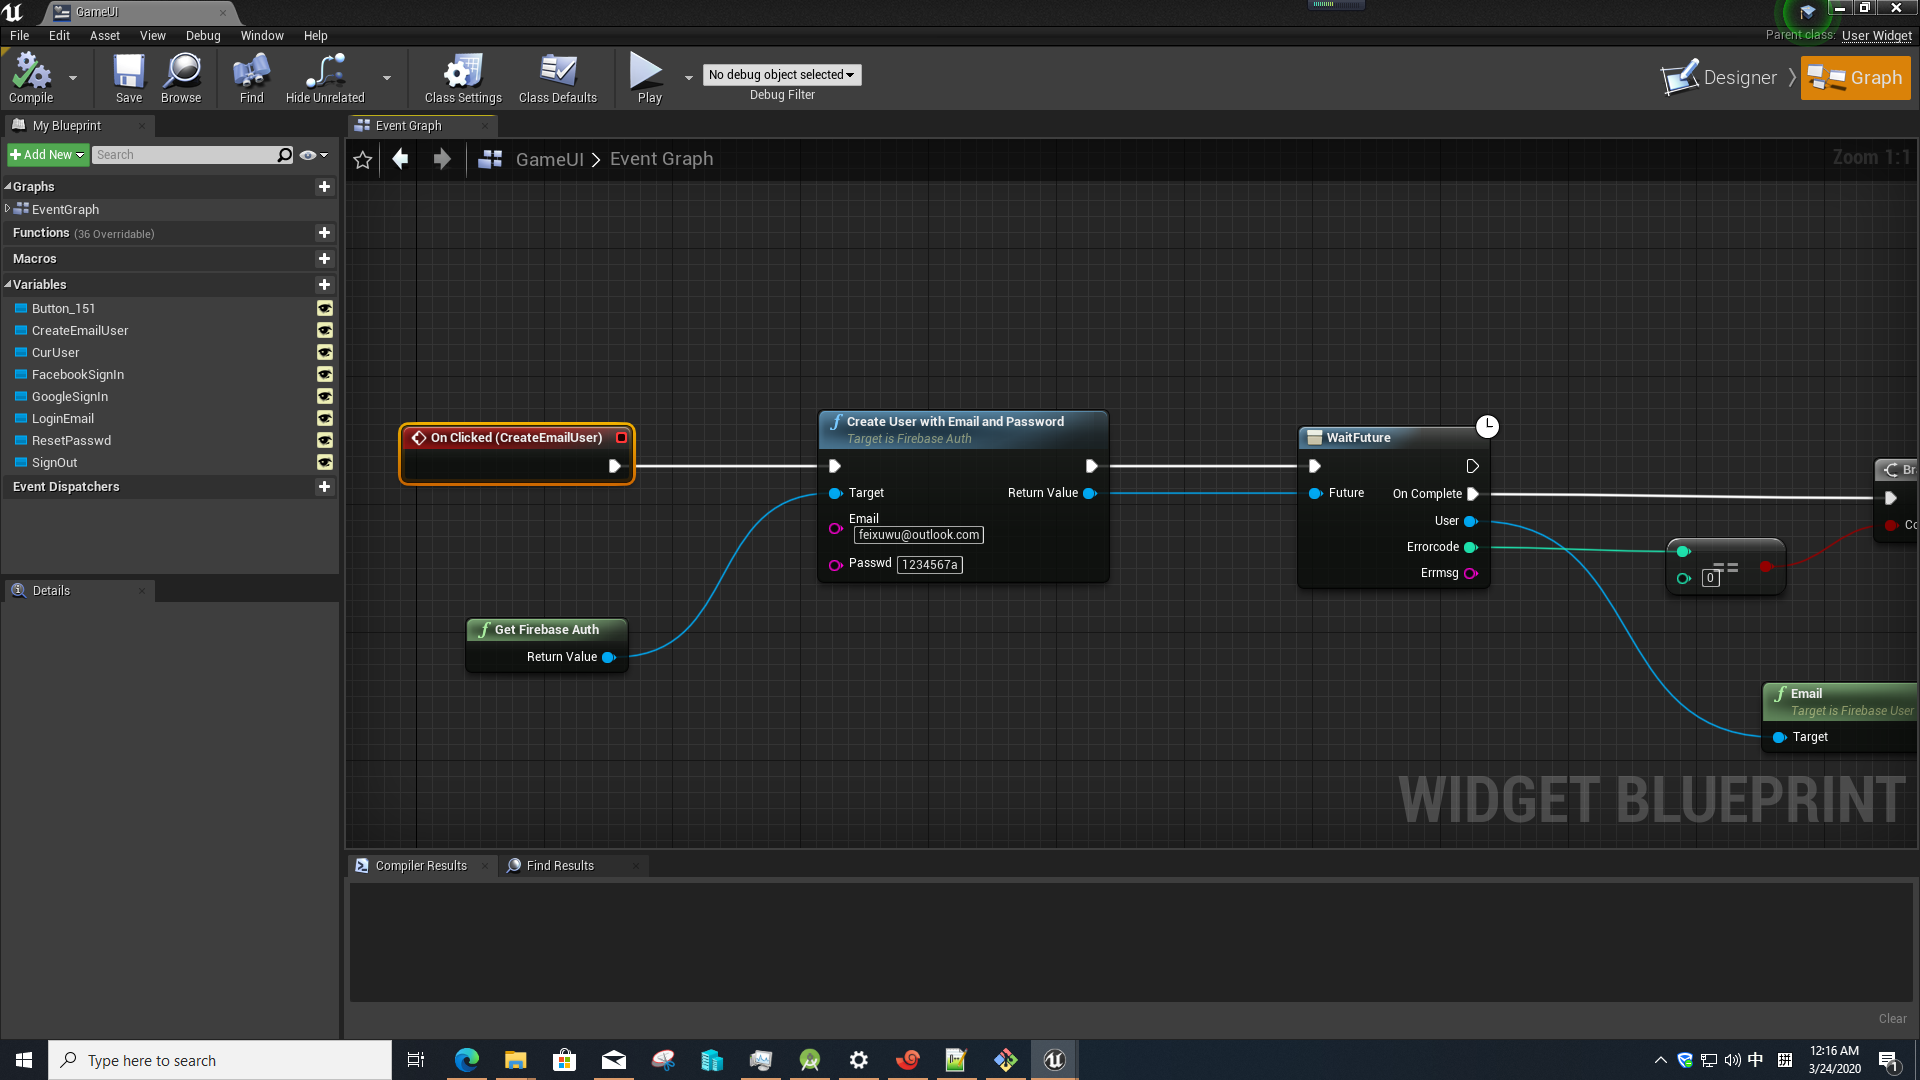 GameUI
File Edit Asset View Debug Window Help
Parent class: User Widget
Compile
Save
Browse
Find
Hide Unrelated
Class Settings
Class Defaults
Play
No debug object selected
Debug Filter
Designer
Graph
My Blueprint
Add New
Search
Graphs
EventGraph
Functions (36 Overridable)
Macros
Variables
Button_151
CreateEmailUser
CurUser
FacebookSignIn
GoogleSignIn
LoginEmail
ResetPasswd
SignOut
Event Dispatchers
Details
Event Graph
GameUI > Event Graph
Zoom 1:1
On Clicked (CreateEmailUser)
Create User with Email and Password
Target is Firebase Auth
Target
Return Value
Email
feixuwu@outlook.com
Passwd 1234567a
Get Firebase Auth
Return Value
WaitFuture
Future
On Complete
User
Errorcode
Errmsg
Br
Co
0
==
Email
Target is Firebase User
Target
WIDGET BLUEPRINT
Compiler Results
Find Results
Clear
Type here to search
中
拼
12:16 AM
3/24/2020
1